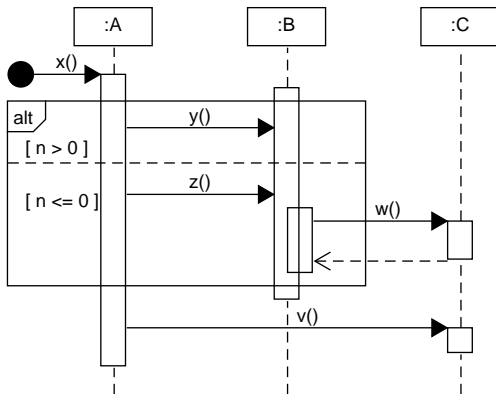 :A
:B
:C
x()
alt
y()
[ n > 0 ]
z()
[ n <= 0 ]
w()
v()